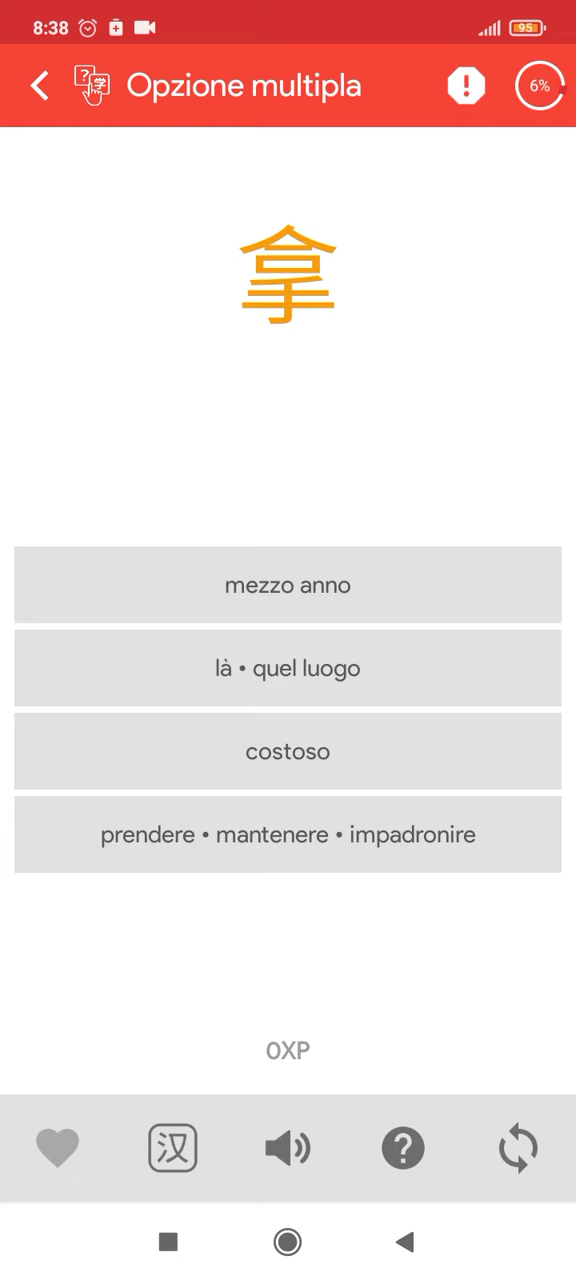 8:38
95
Opzione multipla
6%
拿
mezzo anno
là • quel luogo
costoso
prendere • mantenere • impadronire
0XP
汉